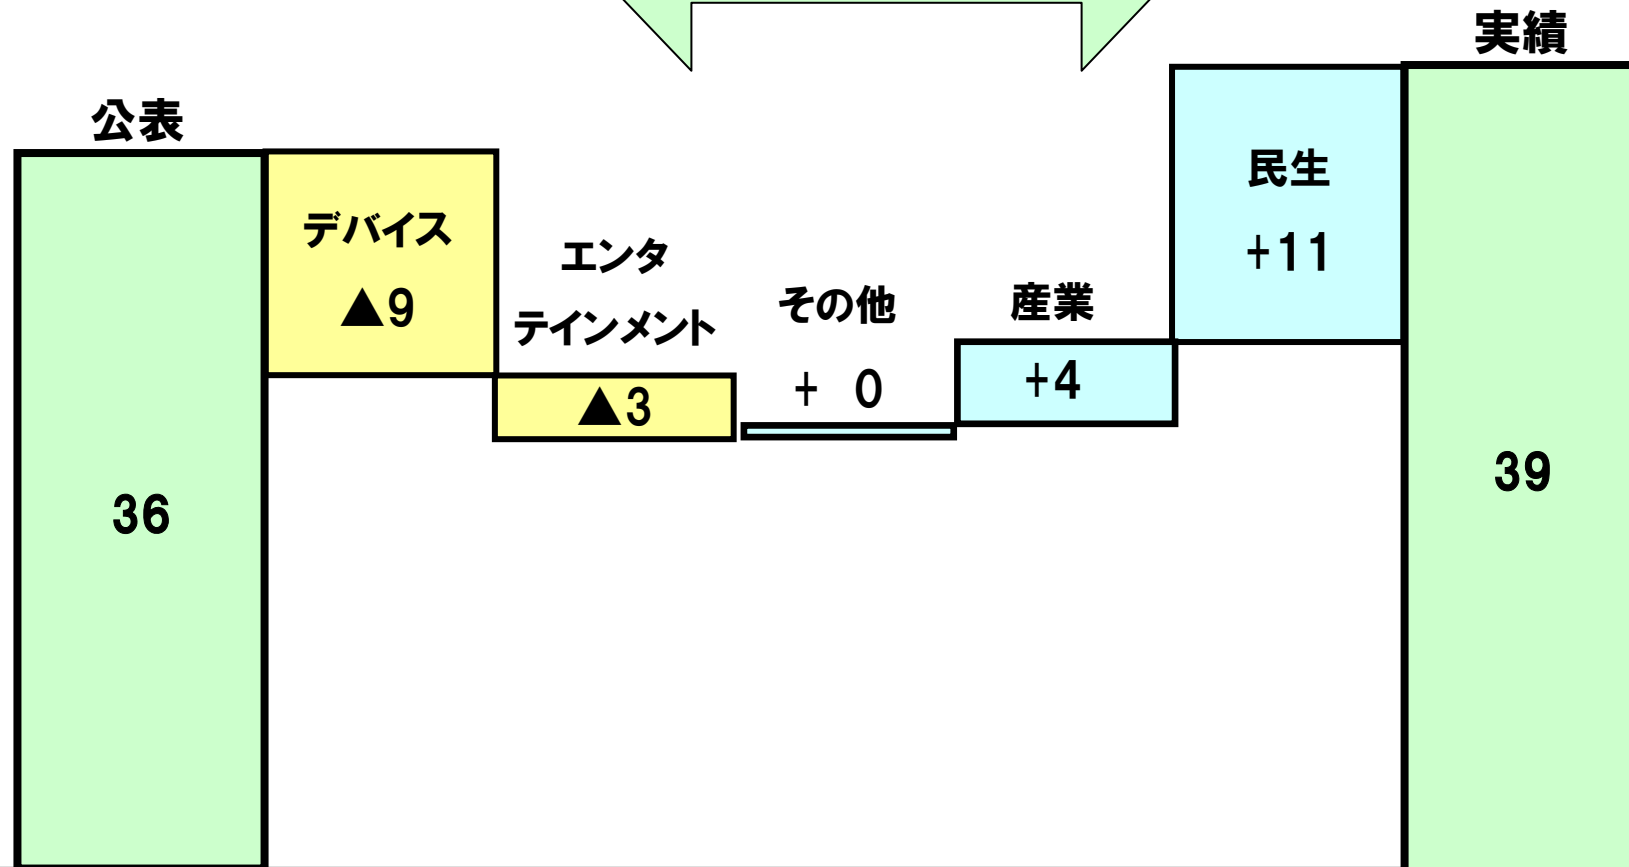 公表
36
デバイス
▲9
エンタ
テインメント
▲3
その他
+ 0
産業
+4
民生
+11
実績
39